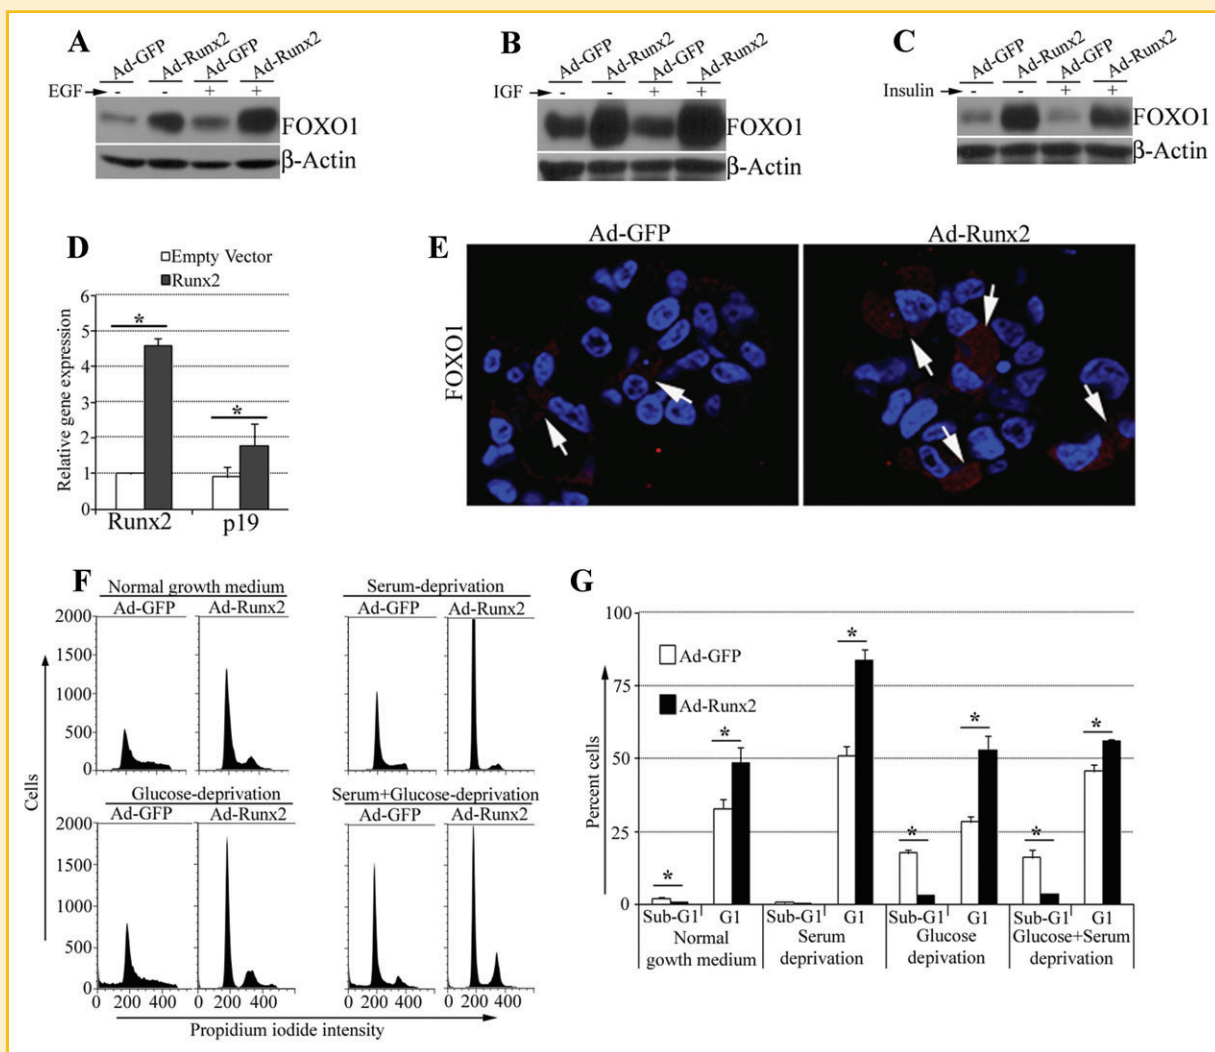 A
Ad-GFP Ad-Runx2 Ad-GFP Ad-Runx2
EGF - - + +
FOXO1
β-Actin
B
Ad-GFP Ad-Runx2 Ad-GFP Ad-Runx2
IGF - - + +
FOXO1
β-Actin
C
Ad-GFP Ad-Runx2 Ad-GFP Ad-Runx2
Insulin - - + +
FOXO1
β-Actin
D
Empty Vector
Runx2
Relative gene expression
6
5
4
3
2
1
0
* *
Runx2 p19
E
Ad-GFP Ad-Runx2
FOXO1
F
Normal growth medium Serum-deprivation
Ad-GFP Ad-Runx2 Ad-GFP Ad-Runx2
2000
1500
1000
500
0
Glucose-deprivation Serum+Glucose-deprivation
Ad-GFP Ad-Runx2 Ad-GFP Ad-Runx2
2000
1500
1000
500
0
0 200 400 0 200 400 0 200 400 0 200 400
Cells
Propidium iodide intensity
G
Percent cells
100
75
50
25
0
Ad-GFP
Ad-Runx2
* * * * * * *
Sub-G1 G1 Sub-G1 G1 Sub-G1 G1 Sub-G1 G1
Normal gowth medium
Serum deprivation
Glucose depivation
Glucose+Serum deprivation